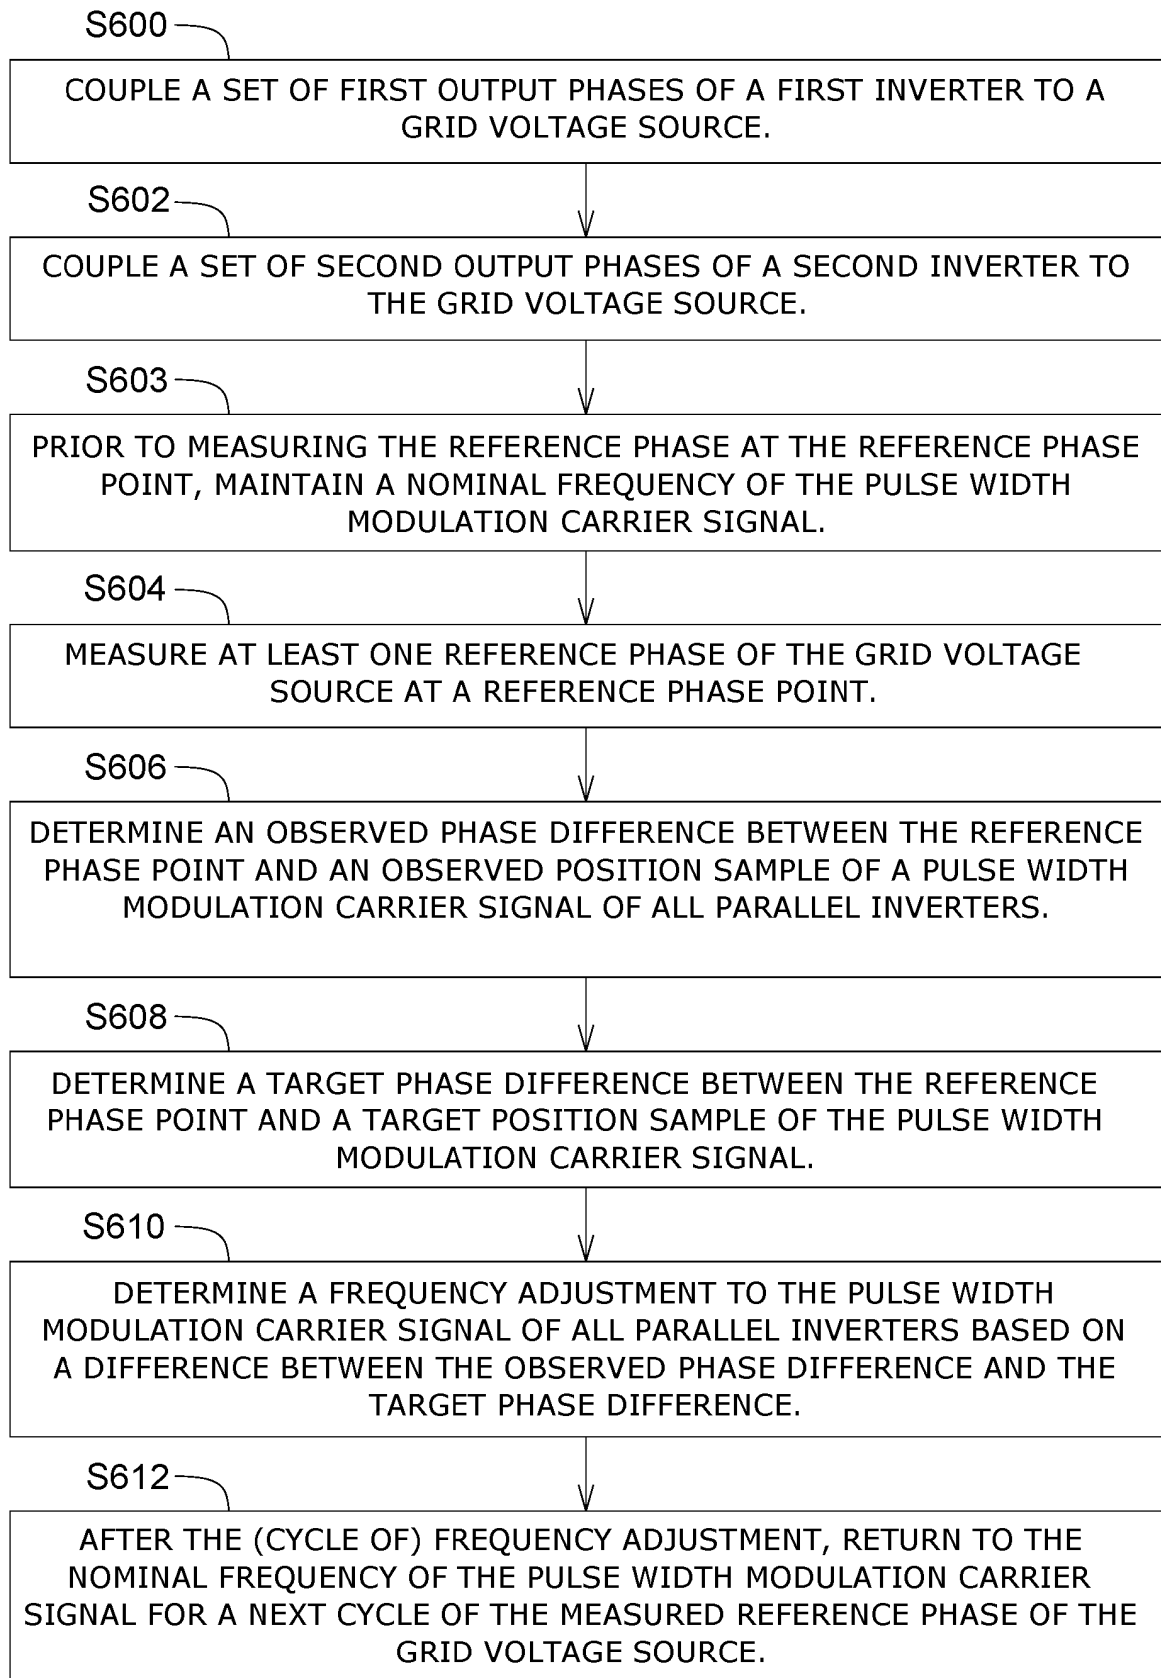 S600
COUPLE A SET OF FIRST OUTPUT PHASES OF A FIRST INVERTER TO A
GRID VOLTAGE SOURCE.
S602
COUPLE A SET OF SECOND OUTPUT PHASES OF A SECOND INVERTER TO
THE GRID VOLTAGE SOURCE.
S603
PRIOR TO MEASURING THE REFERENCE PHASE AT THE REFERENCE PHASE
POINT, MAINTAIN A NOMINAL FREQUENCY OF THE PULSE WIDTH
MODULATION CARRIER SIGNAL.
S604
MEASURE AT LEAST ONE REFERENCE PHASE OF THE GRID VOLTAGE
SOURCE AT A REFERENCE PHASE POINT.
S606
DETERMINE AN OBSERVED PHASE DIFFERENCE BETWEEN THE REFERENCE
PHASE POINT AND AN OBSERVED POSITION SAMPLE OF A PULSE WIDTH
MODULATION CARRIER SIGNAL OF ALL PARALLEL INVERTERS.
S608
DETERMINE A TARGET PHASE DIFFERENCE BETWEEN THE REFERENCE
PHASE POINT AND A TARGET POSITION SAMPLE OF THE PULSE WIDTH
MODULATION CARRIER SIGNAL.
S610
DETERMINE A FREQUENCY ADJUSTMENT TO THE PULSE WIDTH
MODULATION CARRIER SIGNAL OF ALL PARALLEL INVERTERS BASED ON
A DIFFERENCE BETWEEN THE OBSERVED PHASE DIFFERENCE AND THE
TARGET PHASE DIFFERENCE.
S612
AFTER THE (CYCLE OF) FREQUENCY ADJUSTMENT, RETURN TO THE
NOMINAL FREQUENCY OF THE PULSE WIDTH MODULATION CARRIER
SIGNAL FOR A NEXT CYCLE OF THE MEASURED REFERENCE PHASE OF THE
GRID VOLTAGE SOURCE.